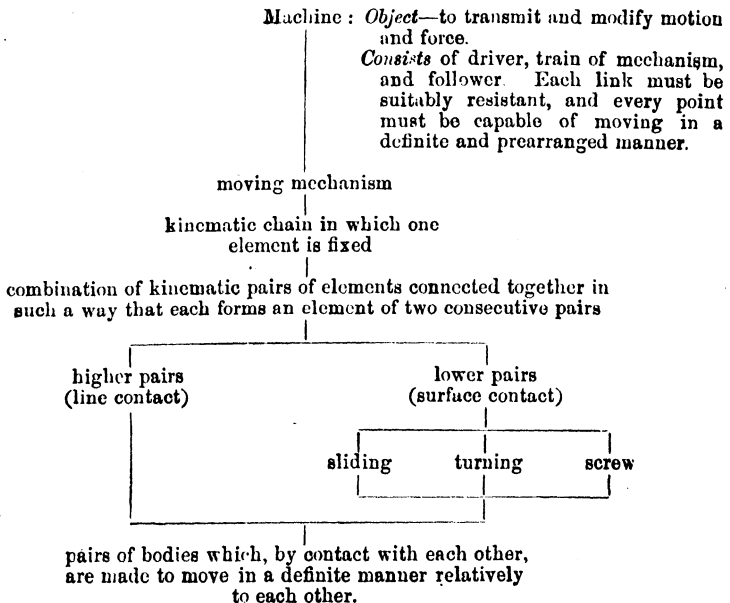 Machine : Object—to transmit and modify motion
and force.
Consists of driver, train of mechanism,
and follower. Each link must be
suitably resistant, and every point
must be capable of moving in a
definite and prearranged manner.
moving mechanism
kinematic chain in which one
element is fixed
combination of kinematic pairs of elements connected together in
such a way that each forms an element of two consecutive pairs
higher pairs
(line contact)
lower pairs
(surface contact)
sliding turning screw
pairs of bodies which, by contact with each other,
are made to move in a definite manner relatively
to each other.